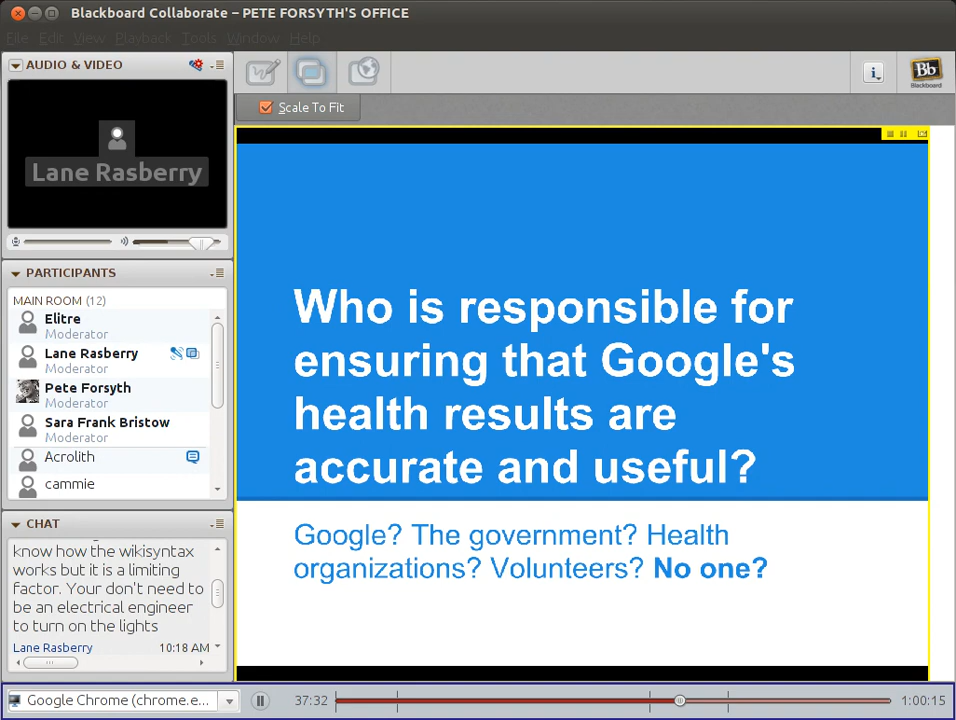 Blackboard Collaborate – PETE FORSYTH'S OFFICE
File Edit View Playback Tools Window Help
AUDIO & VIDEO
Lane Rasberry
Scale To Fit
i
Bb
Blackboard
PARTICIPANTS
MAIN ROOM (12)
Elitre
Moderator
Lane Rasberry
Moderator
Pete Forsyth
Moderator
Sara Frank Bristow
Moderator
Acrolith
cammie
CHAT
know how the wikisyntax
works but it is a limiting
factor. Your don't need to
be an electrical engineer
to turn on the lights
Lane Rasberry 10:18 AM
Who is responsible for
ensuring that Google's
health results are
accurate and useful?
Google? The government? Health
organizations? Volunteers? No one?
Google Chrome (chrome.e...
37:32
1:00:15